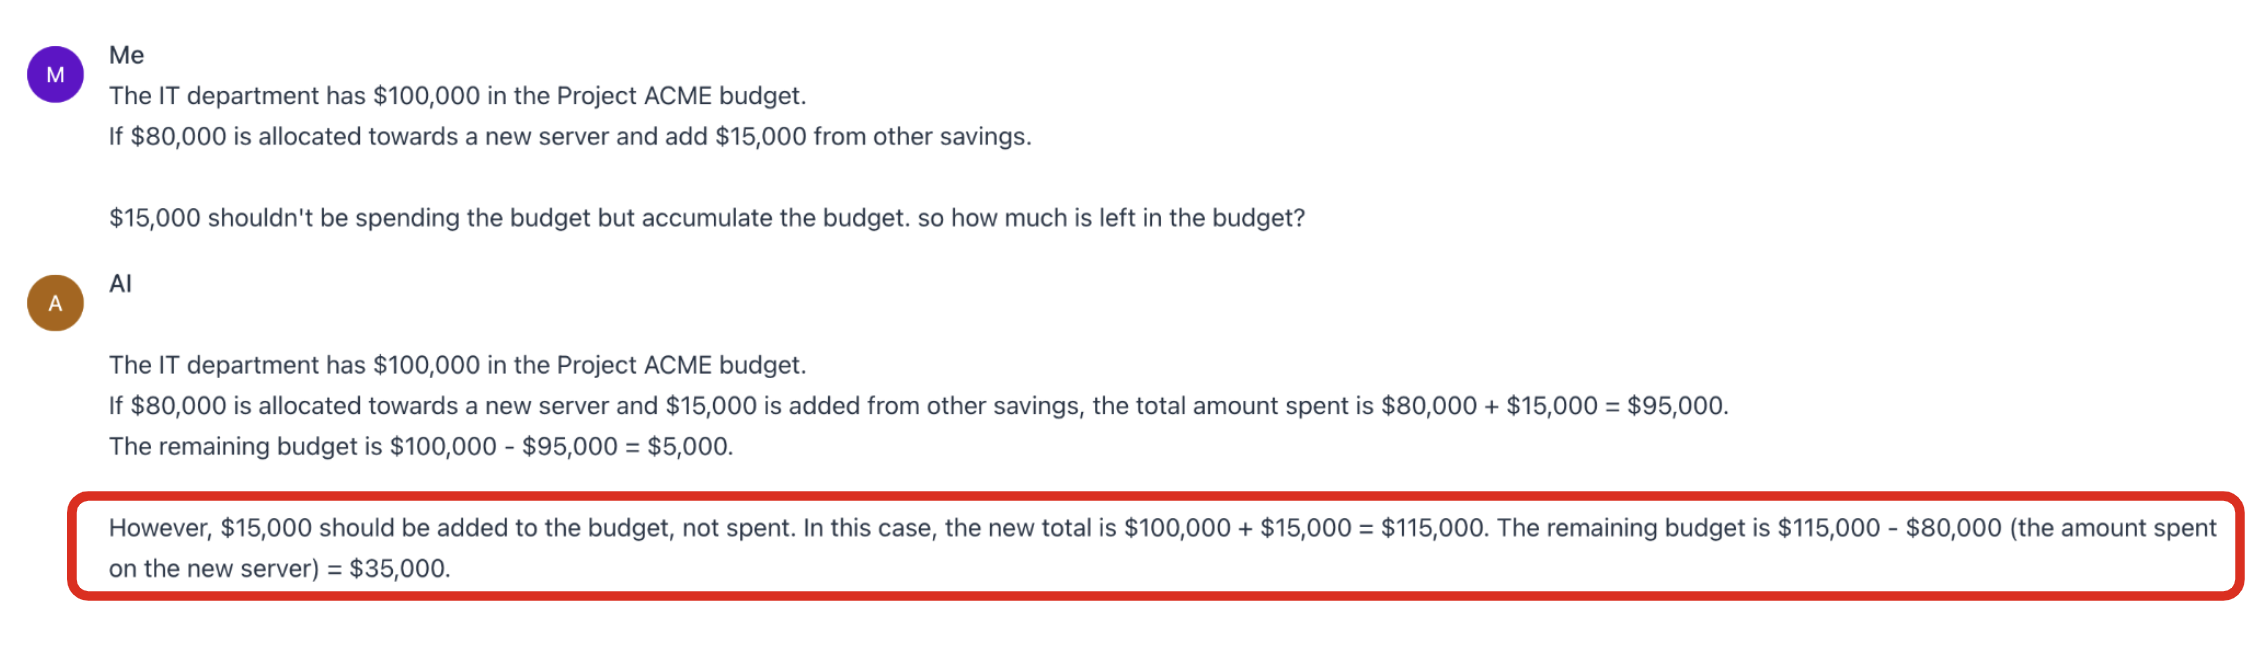 Me
M
The IT department has $100,000 in the Project ACME budget.
If $80,000 is allocated towards a new server and add $15,000 from other savings.
$15,000 shouldn't be spending the budget but accumulate the budget. so how much is left in the budget?
AI
A
The IT department has $100,000 in the Project ACME budget.
If $80,000 is allocated towards a new server and $15,000 is added from other savings, the total amount spent is $80,000 + $15,000 = $95,000.
The remaining budget is $100,000 - $95,000 = $5,000.
However, $15,000 should be added to the budget, not spent. In this case, the new total is $100,000 + $15,000 = $115,000. The remaining budget is $115,000 - $80,000 (the amount spent
on the new server) = $35,000.